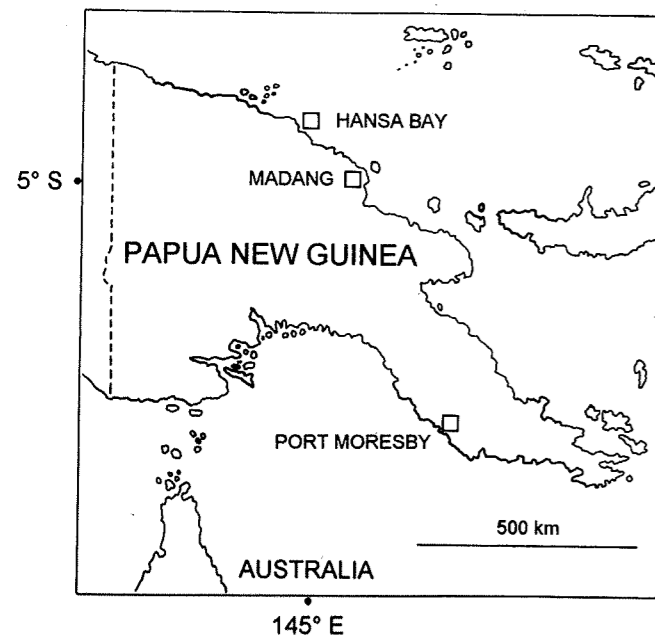 HANSA BAY
5° S
MADANG
PAPUA NEW GUINEA
PORT MORESBY
500 km
AUSTRALIA
145° E